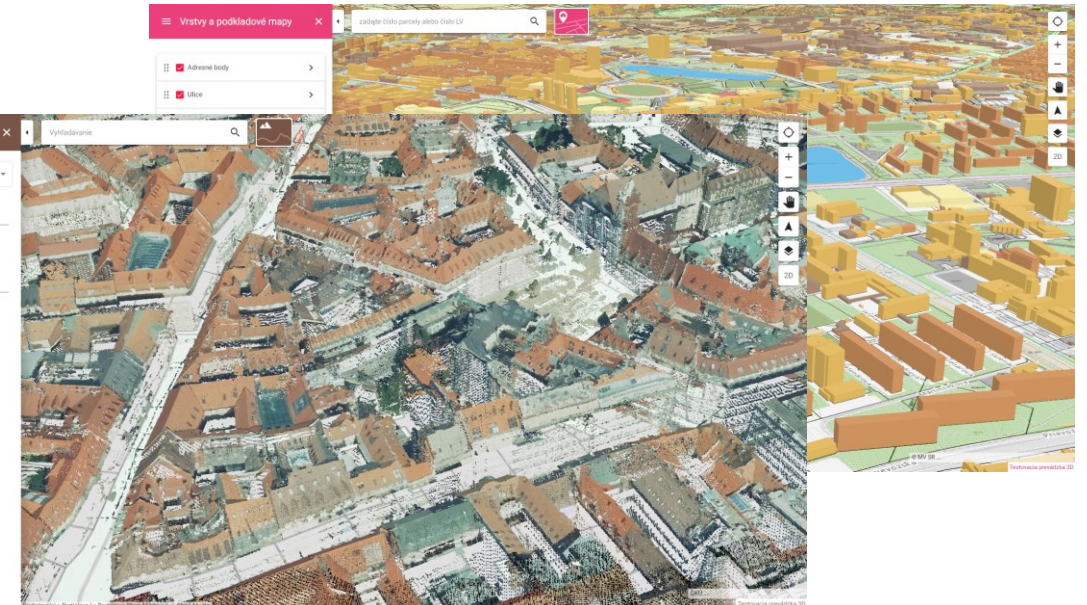 Vrstvy a podkladové mapy
zadajte číslo parcely alebo číslo LV
Adresné body
Ulice
2D
© MV SR
Testovacia prevádzka 3D
Vyhľadávanie
2D
Testovacia prevádzka 3D